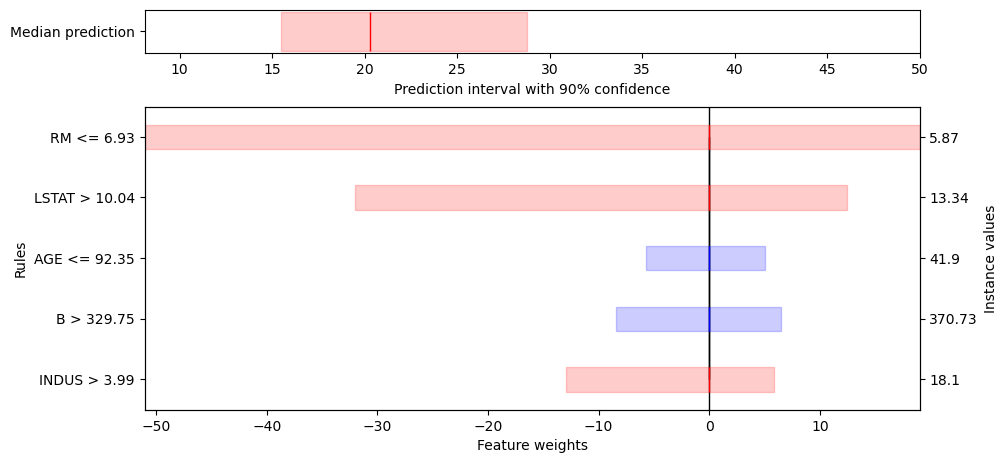 Median prediction
10 15 20 25 30 35 40 45 50
Prediction interval with 90% confidence
RM <= 6.93 5.87
LSTAT > 10.04 13.34
AGE <= 92.35 41.9
B > 329.75 370.73
INDUS > 3.99 18.1
Rules
Instance values
−50 −40 −30 −20 −10 0 10
Feature weights